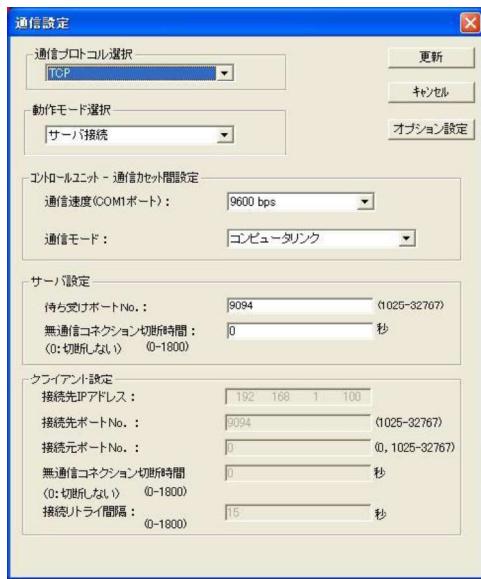 通信設定
通信プロトコル選択
TCP
更新
キャンセル
動作モード選択
サーバ接続
オプション設定
コントロールユニット - 通信カセット間設定
通信速度(COM1ポート)： 9600 bps
通信モード： コンピュータリンク
サーバ設定
待ち受けポートNo.： 9094 (1025-32767)
無通信コネクション切断時間： 0 秒
(0:切断しない) (0-1800)
クライアント設定
接続先IPアドレス： 192 168 1 100
接続先ポートNo.： 9094 (1025-32767)
接続元ポートNo.： 0 (0, 1025-32767)
無通信コネクション切断時間 0 秒
(0:切断しない) (0-1800)
接続リトライ間隔： 15 秒
(0-1800)